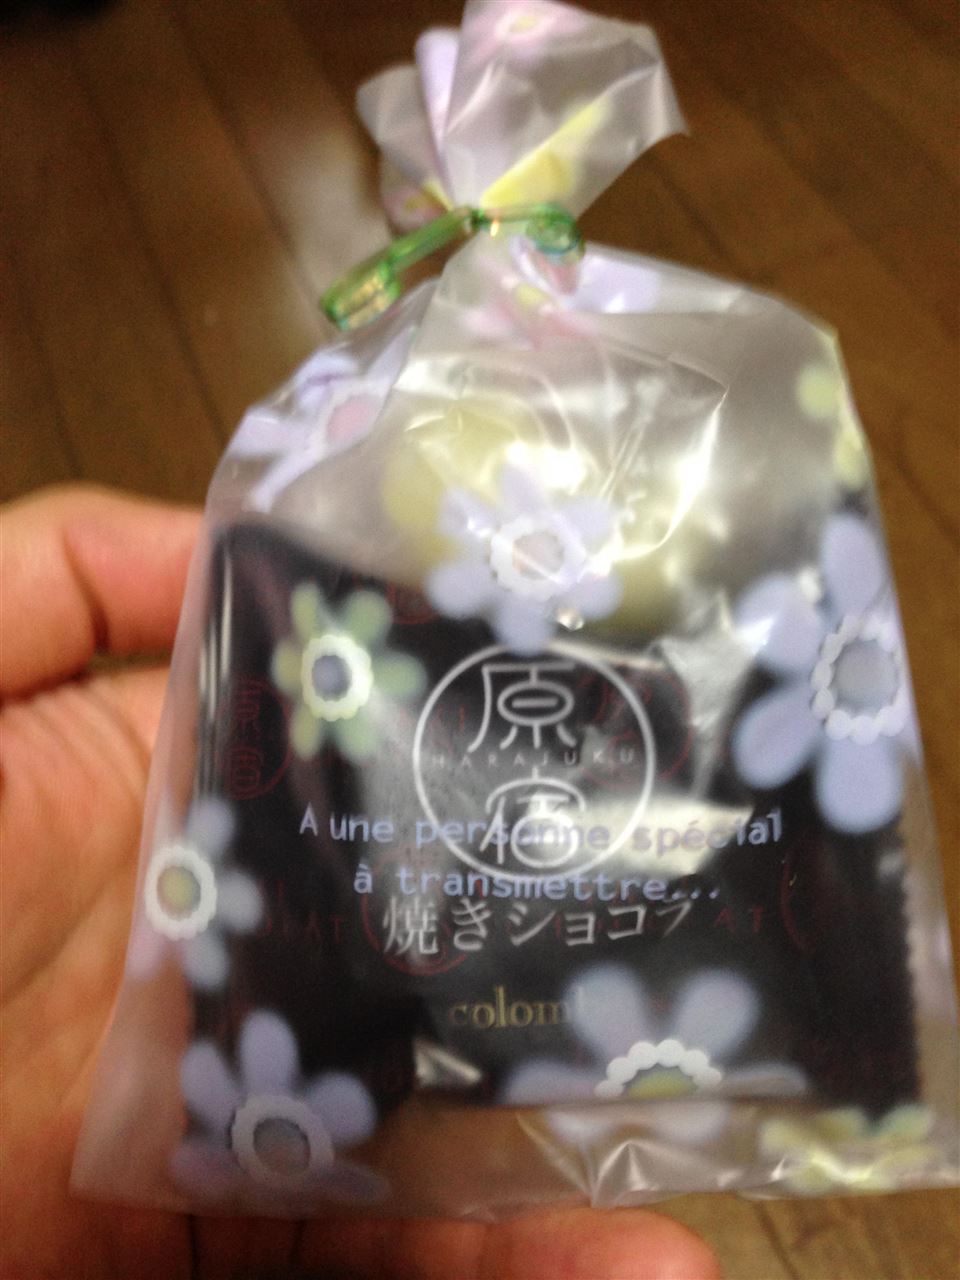 原
HARAJUKU
宿
A une personne spécial
à transmettre...
焼きショコラ